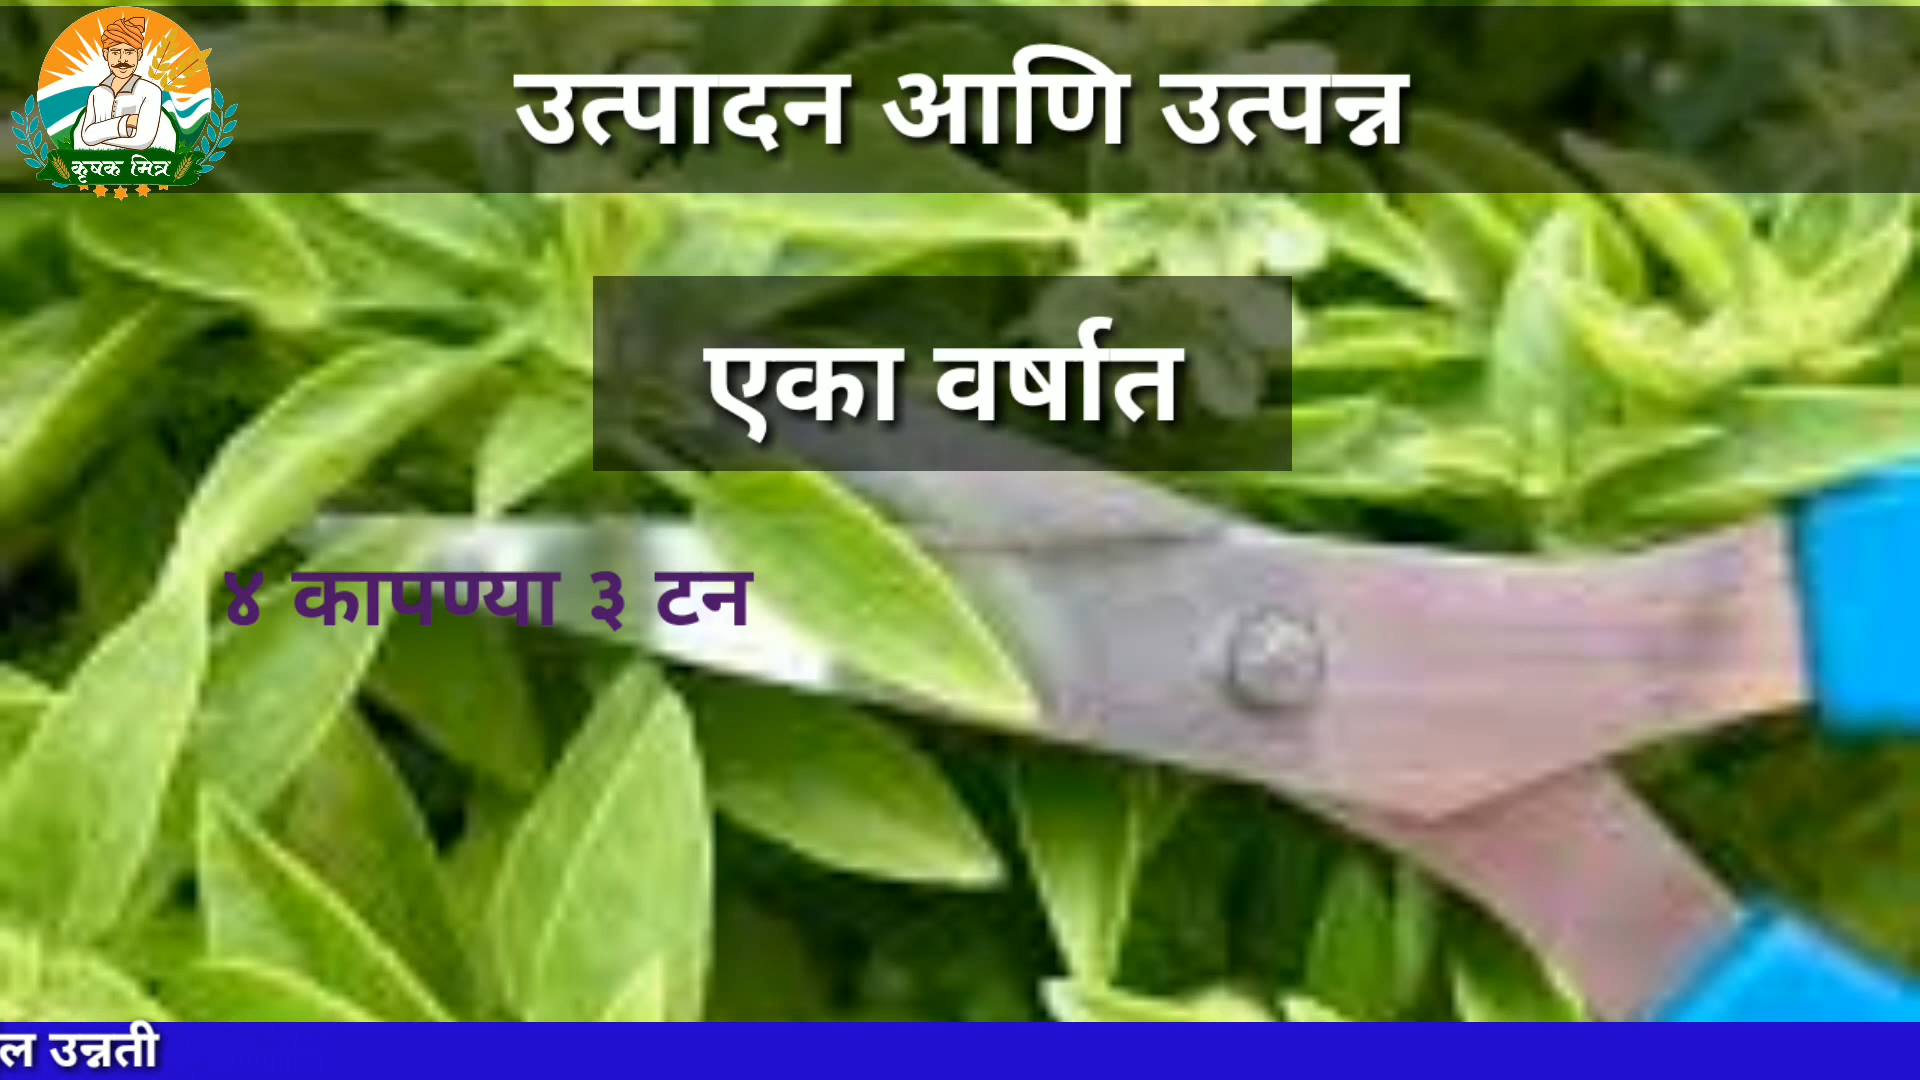 कृषक मित्र
उत्पादन आणि उत्पन्न
एका वर्षात
४ कापण्या ३ टन
ल उन्नती